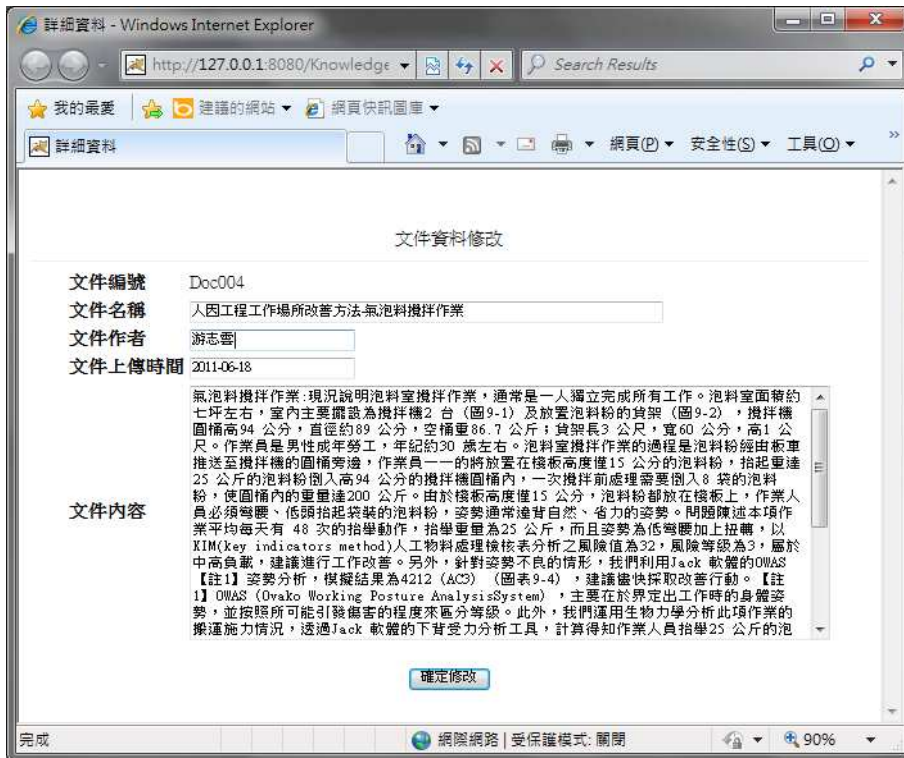 詳細資料 - Windows Internet Explorer
http://127.0.0.1:8080/Knowledge
Search Results
我的最愛 建議的網站 網頁快訊圖庫
詳細資料 網頁(P) 安全性(S) 工具(O) »
文件資料修改
文件編號 Doc004
文件名稱 人因工程工作場所改善方法-氣泡料攪拌作業
文件作者 游志雲
文件上傳時間 2011-06-18
文件內容
氣泡料攪拌作業:現況說明泡料室攪拌作業，通常是一人獨立完成所有工作。泡料室面積約
七坪左右，室內主要擺設為攪拌機2 台（圖9-1）及放置泡料粉的貨架（圖9-2），攪拌機
圓桶高94 公分，直徑約89 公分，空桶重86.7 公斤；貨架長3 公尺，寬60 公分，高1 公
尺。作業員是男性成年勞工，年紀約30 歲左右。泡料室攪拌作業的過程是泡料粉經由板車
推送至攪拌機的圓桶旁邊，作業員一一的將放置在棧板高度僅15 公分的泡料粉，抬起重達
25 公斤的泡料粉倒入高94 公分的攪拌機圓桶內，一次攪拌前處理需要倒入8 袋的泡料
粉，使圓桶內的重量達200 公斤。由於棧板高度僅15 公分，泡料粉都放在棧板上，作業人
員必須彎腰、低頭抬起袋裝的泡料粉，姿勢通常違背自然、省力的姿勢。問題陳述本項作
業平均每天有 48 次的抬舉動作，抬舉重量為25 公斤，而且姿勢為低彎腰加上扭轉，以
KIM(key indicators method)人工物料處理檢核表分析之風險值為32，風險等級為3，屬於
中高負載，建議進行工作改善。另外，針對姿勢不良的情形，我們利用Jack 軟體的OWAS
【註1】姿勢分析，模擬結果為4212（AC3）（圖表9-4），建議儘快採取改善行動。【註
1】OWAS（Ovako Working Posture AnalysisSystem），主要在於界定出工作時的身體姿
勢，並按照所可能引發傷害的程度來區分等級。此外，我們運用生物力學分析此項作業的
搬運施力情況，透過Jack 軟體的下背受力分析工具，計算得知作業人員抬舉25 公斤的泡
確定修改
完成 網際網路 | 受保護模式: 關閉 90%